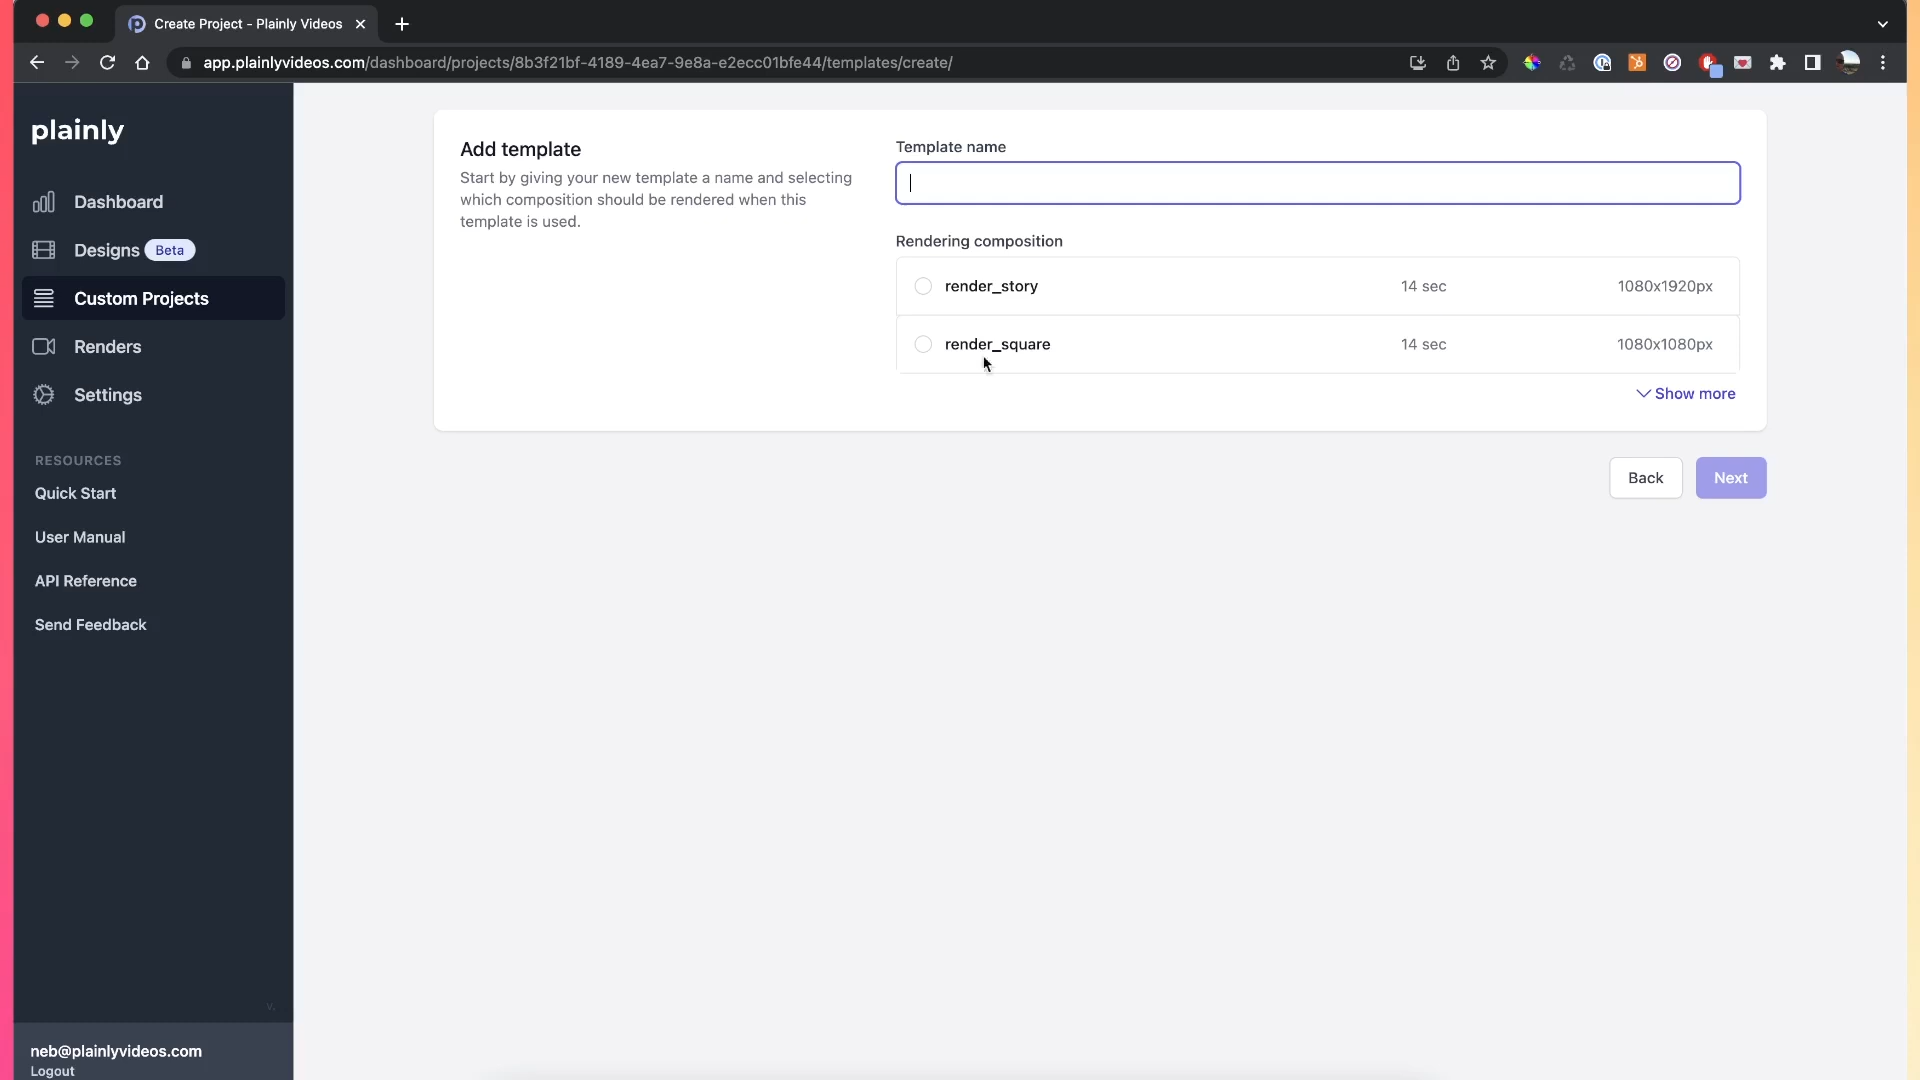 Create Project - Plainly Videos
app.plainlyvideos.com/dashboard/projects/8b3f21bf-4189-4ea7-9e8a-e2ecc01bfe44/templates/create/
plainly
Dashboard
Designs Beta
Custom Projects
Renders
Settings
RESOURCES
Quick Start
User Manual
API Reference
Send Feedback
v.
neb@plainlyvideos.com
Logout
Add template
Start by giving your new template a name and selecting
which composition should be rendered when this
template is used.
Template name
Rendering composition
render_story 14 sec 1080x1920px
render_square 14 sec 1080x1080px
Show more
Back Next